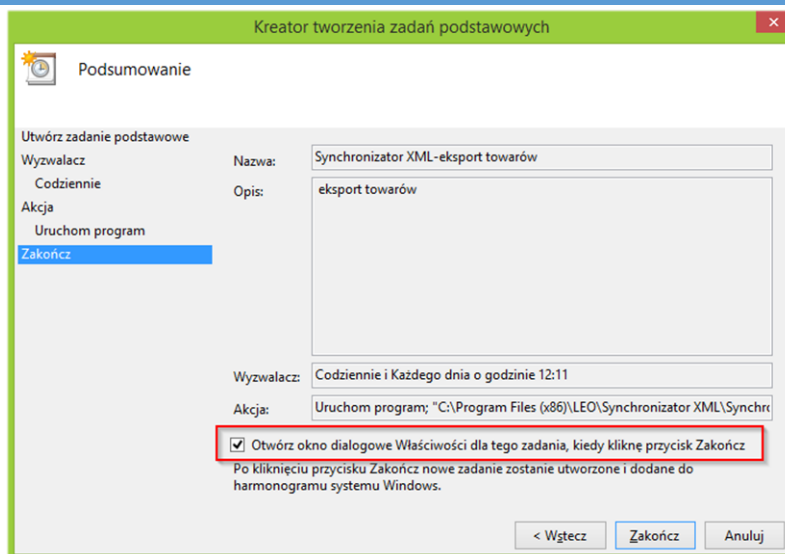 Kreator tworzenia zadań podstawowych
Podsumowanie
Utwórz zadanie podstawowe
Wyzwalacz
Codziennie
Akcja
Uruchom program
Zakończ
Nazwa: Synchronizator XML-eksport towarów
Opis: eksport towarów
Wyzwalacz: Codziennie i Każdego dnia o godzinie 12:11
Akcja: Uruchom program; "C:\Program Files (x86)\LEO\Synchronizator XML\Synchro
Otwórz okno dialogowe Właściwości dla tego zadania, kiedy kliknę przycisk Zakończ
Po kliknięciu przycisku Zakończ nowe zadanie zostanie utworzone i dodane do
harmonogramu systemu Windows.
< Wstecz Zakończ Anuluj